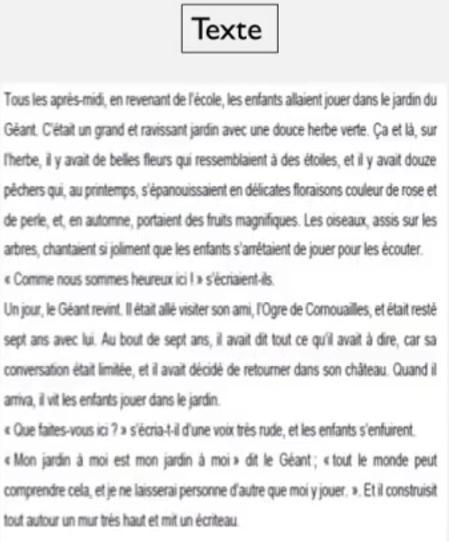 Texte
Tous les après-midi, en revenant de l'école, les enfants allaient jouer dans le jardin du
Géant. C'était un grand et ravissant jardin avec une douce herbe verte. Ça et là, sur
l'herbe, il y avait de belles fleurs qui ressemblaient à des étoiles, et il y avait douze
pêchers qui, au printemps, s'épanouissaient en délicates floraisons couleur de rose et
de perle, et, en automne, portaient des fruits magnifiques. Les oiseaux, assis sur les
arbres, chantaient si joliment que les enfants s'arrêtaient de jouer pour les écouter.
« Comme nous sommes heureux ici ! » s'écriaient-ils.
Un jour, le Géant revint. Il était allé visiter son ami, l'Ogre de Cornouailles, et était resté
sept ans avec lui. Au bout de sept ans, il avait dit tout ce qu'il avait à dire, car sa
conversation était limitée, et il avait décidé de retourner dans son château. Quand il
arriva, il vit les enfants jouer dans le jardin.
« Que faites-vous ici ? » s'écria-t-il d'une voix très rude, et les enfants s'enfuirent.
« Mon jardin à moi est mon jardin à moi » dit le Géant ; « tout le monde peut
comprendre cela, et je ne laisserai personne d'autre que moi y jouer. ». Et il construisit
tout autour un mur très haut et mit un écriteau.